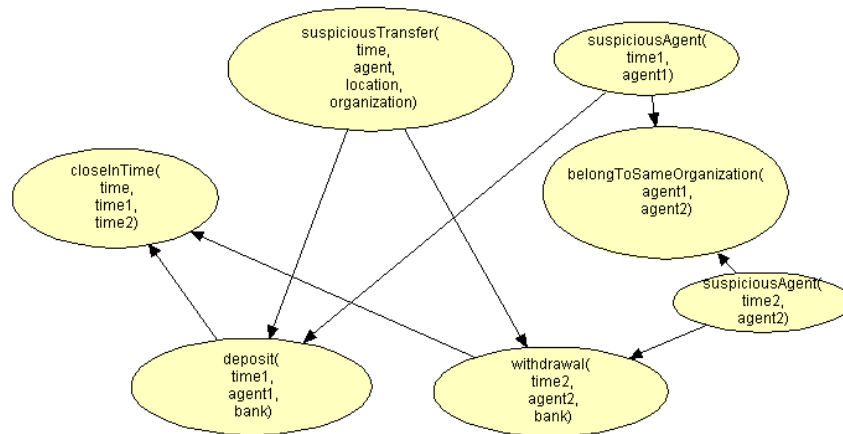 suspiciousTransfer(
time,
agent,
location,
organization)
suspiciousAgent(
time1,
agent1)
closeInTime(
time,
time1,
time2)
belongToSameOrganization(
agent1,
agent2)
suspiciousAgent(
time2,
agent2)
deposit(
time1,
agent1,
bank)
withdrawal(
time2,
agent2,
bank)